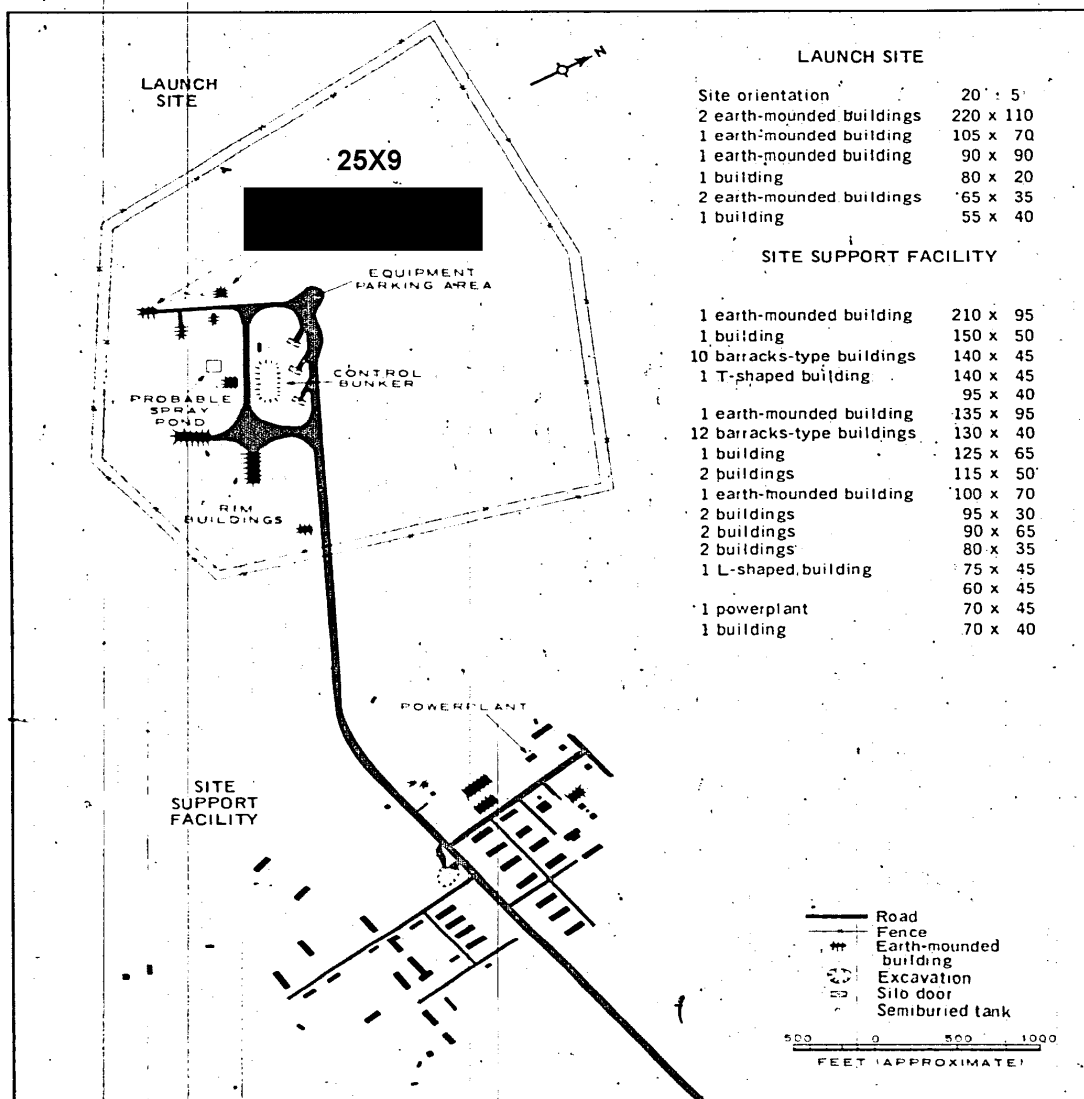 LAUNCH
SITE
N
25X9
EQUIPMENT
PARKING AREA
CONTROL
BUNKER
PROBABLE
SPRAY
POND
RIM
BUILDINGS
POWERPLANT
SITE
SUPPORT
FACILITY
LAUNCH SITE
Site orientation 20° ± 5°
2 earth-mounded buildings 220 x 110
1 earth-mounded building 105 x 70
1 earth-mounded building 90 x 90
1 building 80 x 20
2 earth-mounded buildings 65 x 35
1 building 55 x 40
SITE SUPPORT FACILITY
1 earth-mounded building 210 x 95
1 building 150 x 50
10 barracks-type buildings 140 x 45
1 T-shaped building 140 x 45
95 x 40
1 earth-mounded building 135 x 95
12 barracks-type buildings 130 x 40
1 building 125 x 65
2 buildings 115 x 50
1 earth-mounded building 100 x 70
2 buildings 95 x 30
2 buildings 90 x 65
2 buildings 80 x 35
1 L-shaped building 75 x 45
60 x 45
1 powerplant 70 x 45
1 building 70 x 40
Road
Fence
Earth-mounded
building
Excavation
Silo door
Semiburied tank
500 0 500 1000
FEET (APPROXIMATE)